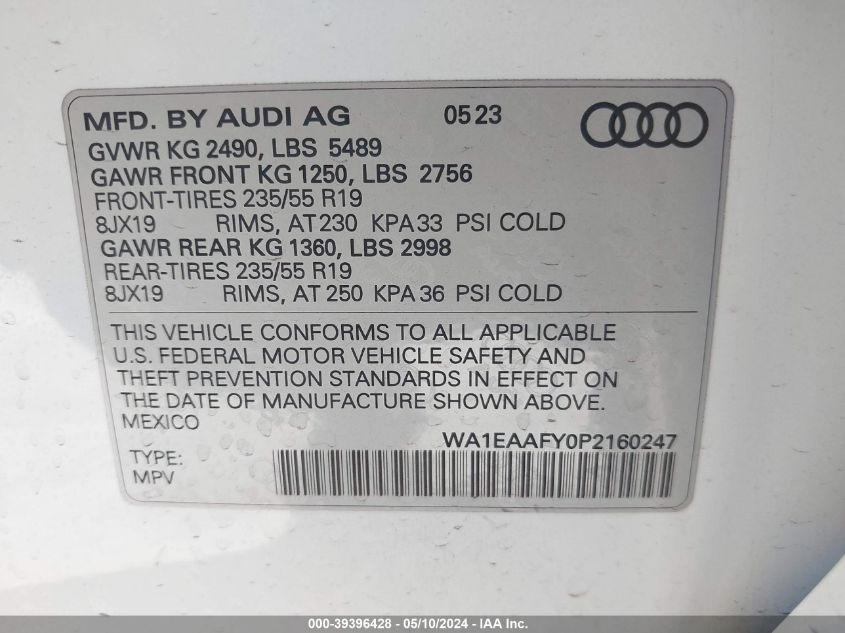 MFD. BY AUDI AG 05 23
GVWR KG 2490, LBS 5489
GAWR FRONT KG 1250, LBS 2756
FRONT-TIRES 235/55 R19
8JX19 RIMS, AT 230 KPA 33 PSI COLD
GAWR REAR KG 1360, LBS 2998
REAR-TIRES 235/55 R19
8JX19 RIMS, AT 250 KPA 36 PSI COLD
THIS VEHICLE CONFORMS TO ALL APPLICABLE
U.S. FEDERAL MOTOR VEHICLE SAFETY AND
THEFT PREVENTION STANDARDS IN EFFECT ON
THE DATE OF MANUFACTURE SHOWN ABOVE.
MEXICO
WA1EAAFY0P2160247
TYPE:
MPV
000-39396428 - 05/10/2024 - IAA Inc.